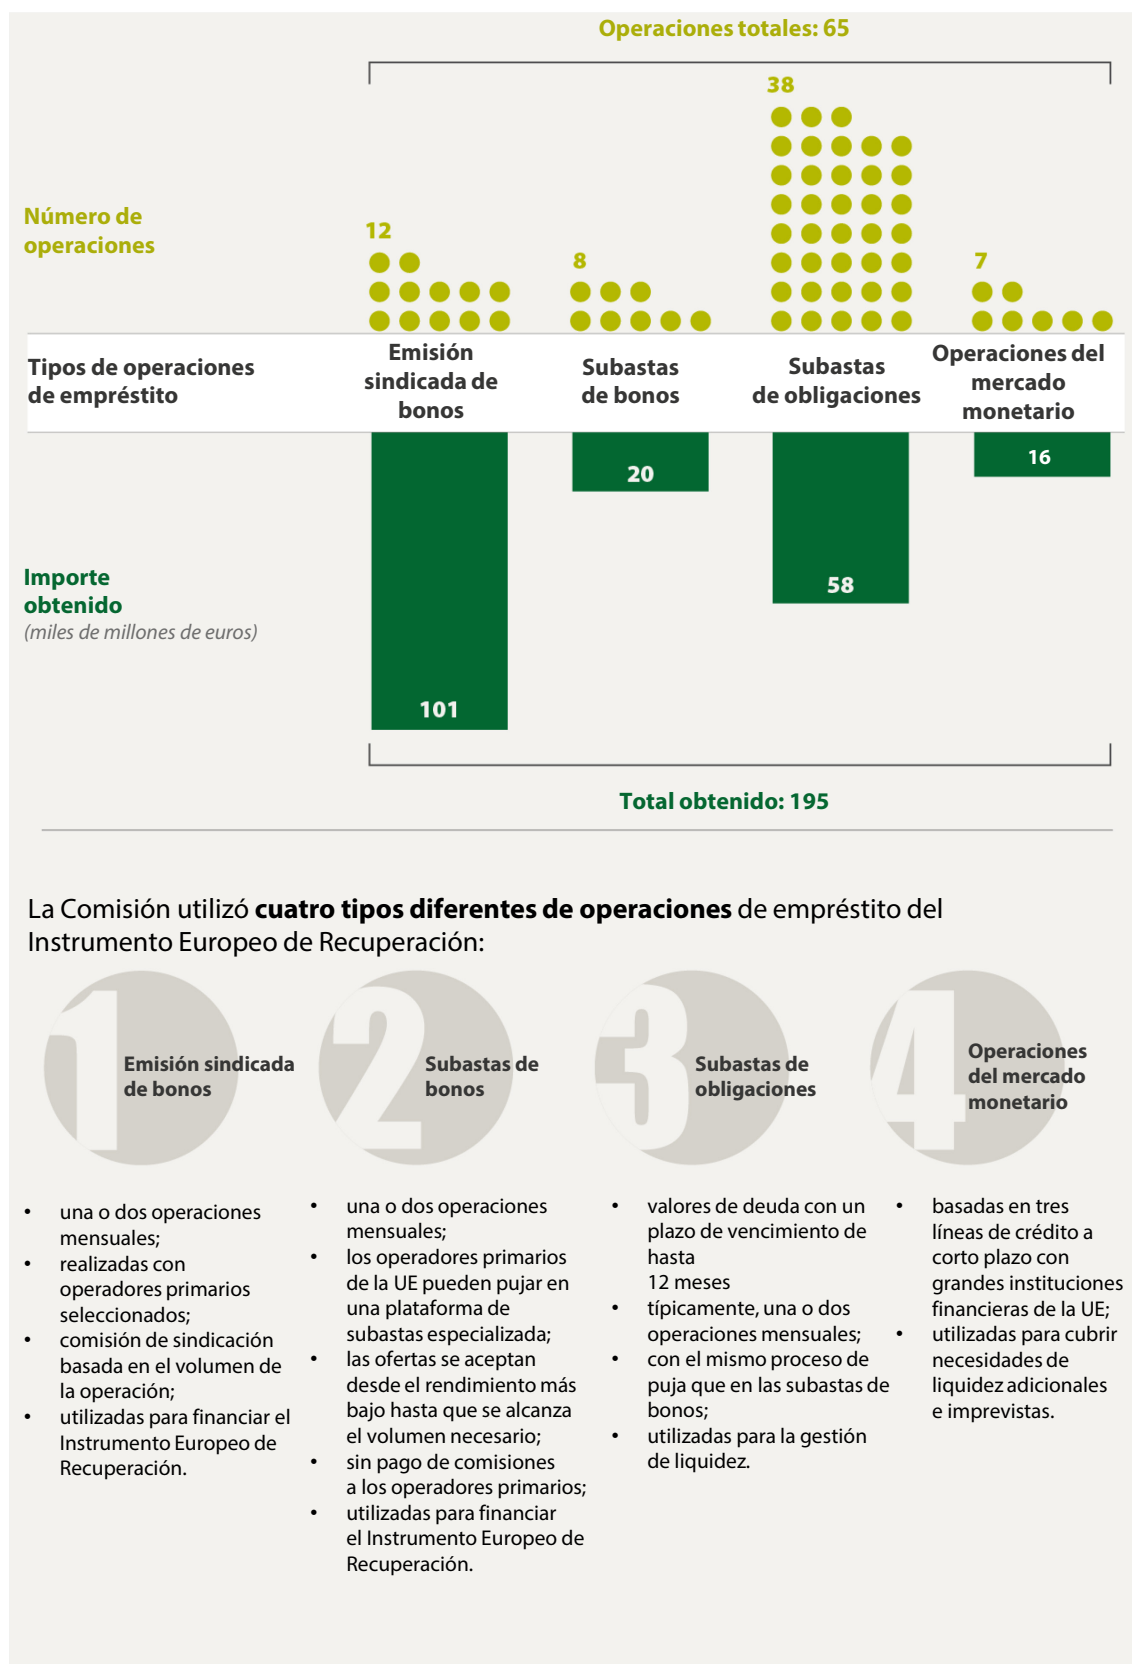 Operaciones totales: 65
38
Número de
operaciones
12
8
7
Tipos de operaciones
de empréstito
Emisión
sindicada de
bonos
Subastas
de bonos
Subastas
de obligaciones
Operaciones del
mercado
monetario
16
20
58
101
Importe
obtenido
(miles de millones de euros)
Total obtenido: 195
La Comisión utilizó cuatro tipos diferentes de operaciones de empréstito del
Instrumento Europeo de Recuperación:
1
Emisión sindicada
de bonos
2
Subastas de
bonos
3
Subastas de
obligaciones
4
Operaciones
del mercado
monetario
• una o dos operaciones
mensuales;
• realizadas con
operadores primarios
seleccionados;
• comisión de sindicación
basada en el volumen de
la operación;
• utilizadas para financiar el
Instrumento Europeo de
Recuperación.
• una o dos operaciones
mensuales;
• los operadores primarios
de la UE pueden pujar en
una plataforma de
subastas especializada;
• las ofertas se aceptan
desde el rendimiento más
bajo hasta que se alcanza
el volumen necesario;
• sin pago de comisiones
a los operadores primarios;
• utilizadas para financiar
el Instrumento Europeo de
Recuperación.
• valores de deuda con un
plazo de vencimiento de
hasta
12 meses
• típicamente, una o dos
operaciones mensuales;
• con el mismo proceso de
puja que en las subastas de
bonos;
• utilizadas para la gestión
de liquidez.
• basadas en tres
líneas de crédito a
corto plazo con
grandes instituciones
financieras de la UE;
• utilizadas para cubrir
necesidades de
liquidez adicionales
e imprevistas.